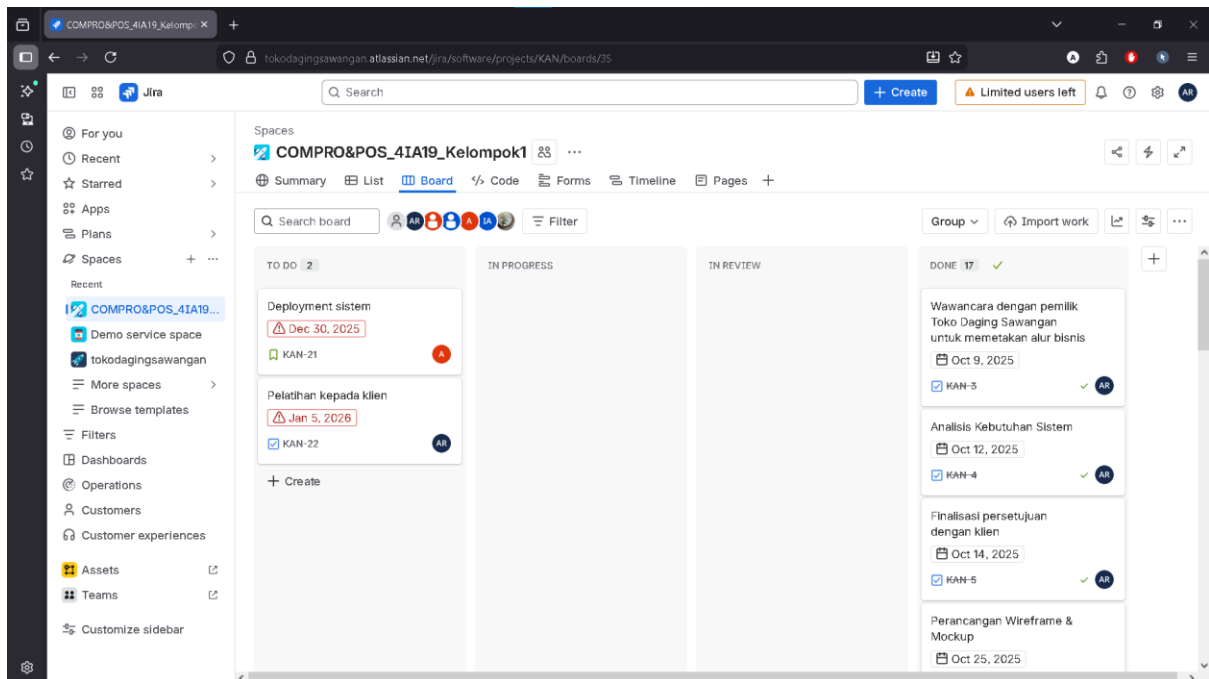 COMPRO&POS_4IA19_Kelomp
tokodagingsawangan.atlassian.net/jira/software/projects/KAN/boards/35
Jira
Search
+ Create
Limited users left
AR
For you
Recent
Starred
Apps
Plans
Spaces
Recent
COMPRO&POS_4IA19...
Demo service space
tokodagingsawangan
More spaces
Browse templates
Filters
Dashboards
Operations
Customers
Customer experiences
Assets
Teams
Customize sidebar
Spaces
COMPRO&POS_4IA19_Kelompok1
Summary List Board Code Forms Timeline Pages
Search board
AR A IA
Filter
Group
Import work
TO DO 2
Deployment sistem
Dec 30, 2025
KAN-21
A
Pelatihan kepada klien
Jan 5, 2026
KAN-22
AR
+ Create
IN PROGRESS
IN REVIEW
DONE 17
Wawancara dengan pemilik
Toko Daging Sawangan
untuk memetakan alur bisnis
Oct 9, 2025
KAN-3
AR
Analisis Kebutuhan Sistem
Oct 12, 2025
KAN-4
AR
Finalisasi persetujuan
dengan klien
Oct 14, 2025
KAN-5
AR
Perancangan Wireframe &
Mockup
Oct 25, 2025